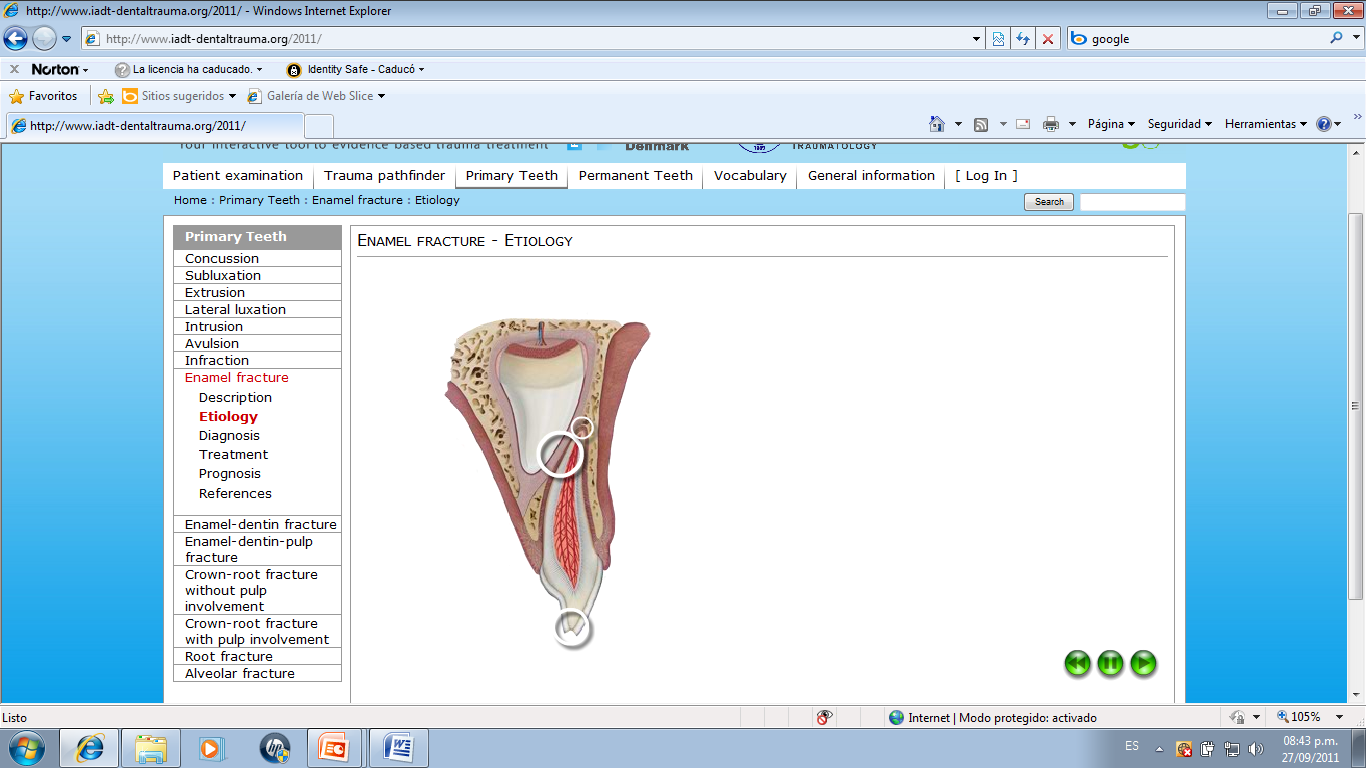 http://www.iadt-dentaltrauma.org/2011/ - Windows Internet Explorer
http://www.iadt-dentaltrauma.org/2011/
google
x Norton
La licencia ha caducado.
Identity Safe - Caducó
Favoritos
Sitios sugeridos
Galería de Web Slice
http://www.iadt-dentaltrauma.org/2011/
Página
Seguridad
Herramientas
Your interactive tool to evidence based trauma treatment
Denmark
TRAUMATOLOGY
Patient examination
Trauma pathfinder
Primary Teeth
Permanent Teeth
Vocabulary
General information
[ Log In ]
Home : Primary Teeth : Enamel fracture : Etiology
Search
Primary Teeth
Concussion
Subluxation
Extrusion
Lateral luxation
Intrusion
Avulsion
Infraction
Enamel fracture
Description
Etiology
Diagnosis
Treatment
Prognosis
References
Enamel-dentin fracture
Enamel-dentin-pulp
fracture
Crown-root fracture
without pulp
involvement
Crown-root fracture
with pulp involvement
Root fracture
Alveolar fracture
ENAMEL FRACTURE - ETIOLOGY
Listo
Internet | Modo protegido: activado
105%
ES
08:43 p.m.
27/09/2011